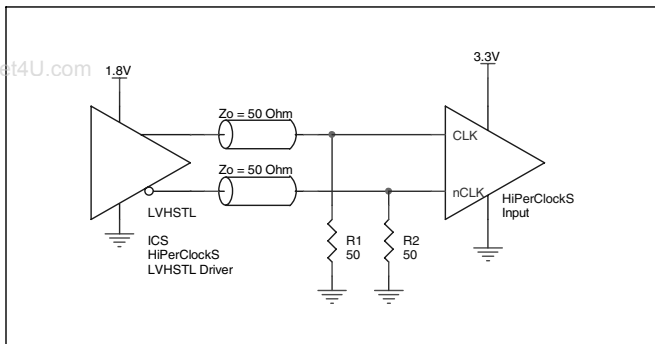 et4U.com
1.8V
3.3V
Zo = 50 Ohm
CLK
Zo = 50 Ohm
nCLK
HiPerClockS
Input
LVHSTL
ICS
HiPerClockS
LVHSTL Driver
R1
50
R2
50